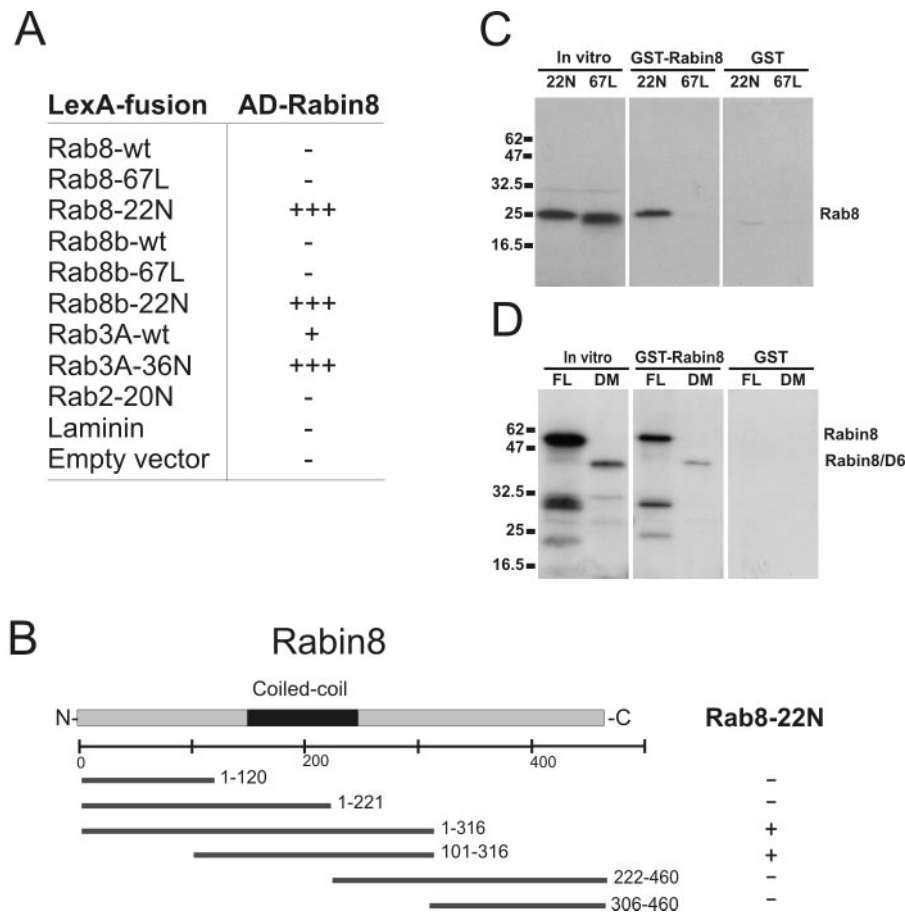 A
LexA-fusion AD-Rabin8
Rab8-wt -
Rab8-67L -
Rab8-22N +++
Rab8b-wt -
Rab8b-67L -
Rab8b-22N +++
Rab3A-wt +
Rab3A-36N +++
Rab2-20N -
Laminin -
Empty vector -
C
In vitro GST-Rabin8 GST
22N 67L 22N 67L 22N 67L
62
47
32.5
25 Rab8
16.5
D
In vitro GST-Rabin8 GST
FL DM FL DM FL DM
62 Rabin8
47
Rabin8/D6
32.5
25
16.5
B
Rabin8
Coiled-coil
N- -C Rab8-22N
0 200 400
1-120 -
1-221 -
1-316 +
101-316 +
222-460 -
306-460 -